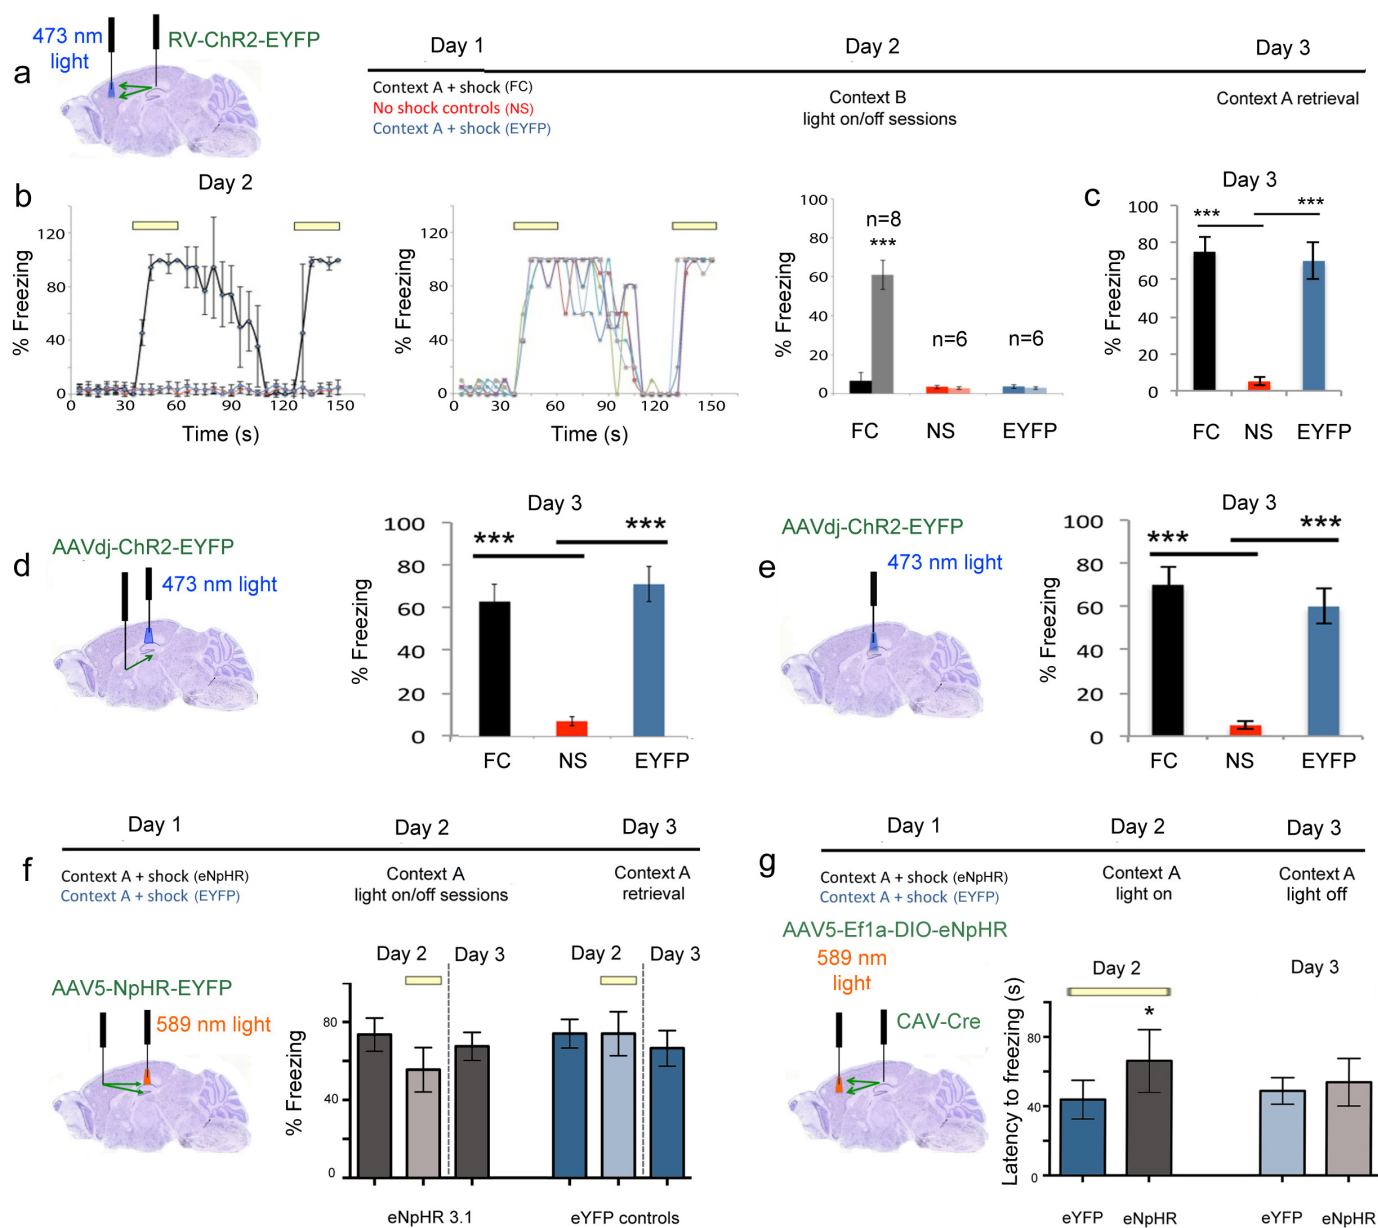 a
473 nm
light
RV-ChR2-EYFP
Day 1
Day 2
Day 3
Context A + shock (FC)
No shock controls (NS)
Context A + shock (EYFP)
Context B
light on/off sessions
Context A retrieval
b
Day 2
% Freezing
120
80
40
0
0
30
60
90
120
150
Time (s)
% Freezing
120
80
40
0
0
30
60
90
120
150
Time (s)
% Freezing
100
80
60
40
20
0
n=8
***
n=6
n=6
FC
NS
EYFP
c
Day 3
% Freezing
100
80
60
40
20
0
***
***
FC
NS
EYFP
d
AAVdj-ChR2-EYFP
473 nm light
Day 3
% Freezing
100
80
60
40
20
0
***
***
FC
NS
EYFP
e
AAVdj-ChR2-EYFP
473 nm light
Day 3
% Freezing
100
80
60
40
20
0
***
***
FC
NS
EYFP
f
Day 1
Day 2
Day 3
Context A + shock (eNpHR)
Context A + shock (EYFP)
Context A
light on/off sessions
Context A
retrieval
AAV5-NpHR-EYFP
589 nm light
Day 2
Day 3
Day 2
Day 3
% Freezing
80
40
0
eNpHR 3.1
eYFP controls
g
Day 1
Day 2
Day 3
Context A + shock (eNpHR)
Context A + shock (EYFP)
Context A
light on
Context A
light off
AAV5-Ef1a-DIO-eNpHR
589 nm
light
CAV-Cre
Day 2
Day 3
Latency to freezing (s)
80
40
0
*
eYFP
eNpHR
eYFP
eNpHR